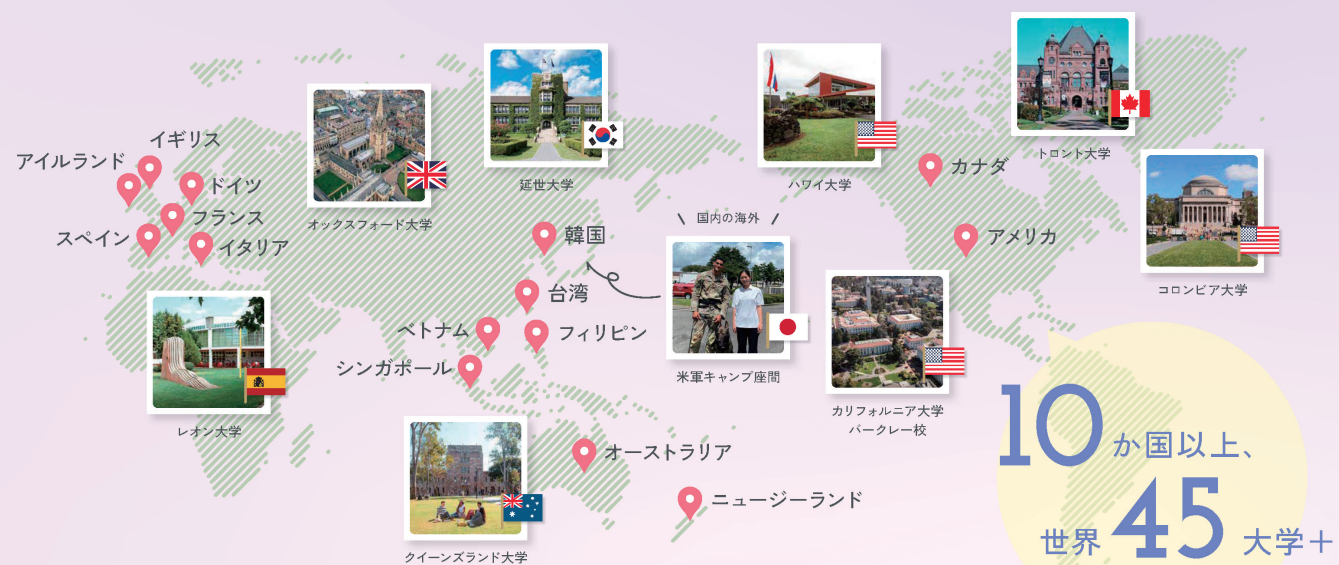 イギリス
アイルランド
ドイツ
フランス
スペイン
イタリア
オックスフォード大学
延世大学
ハワイ大学
トロント大学
カナダ
アメリカ
コロンビア大学
国内の海外
韓国
台湾
ベトナム
フィリピン
シンガポール
米軍キャンプ座間
カリフォルニア大学
バークレー校
レオン大学
オーストラリア
ニュージーランド
クイーンズランド大学
10か国以上、
世界45大学+